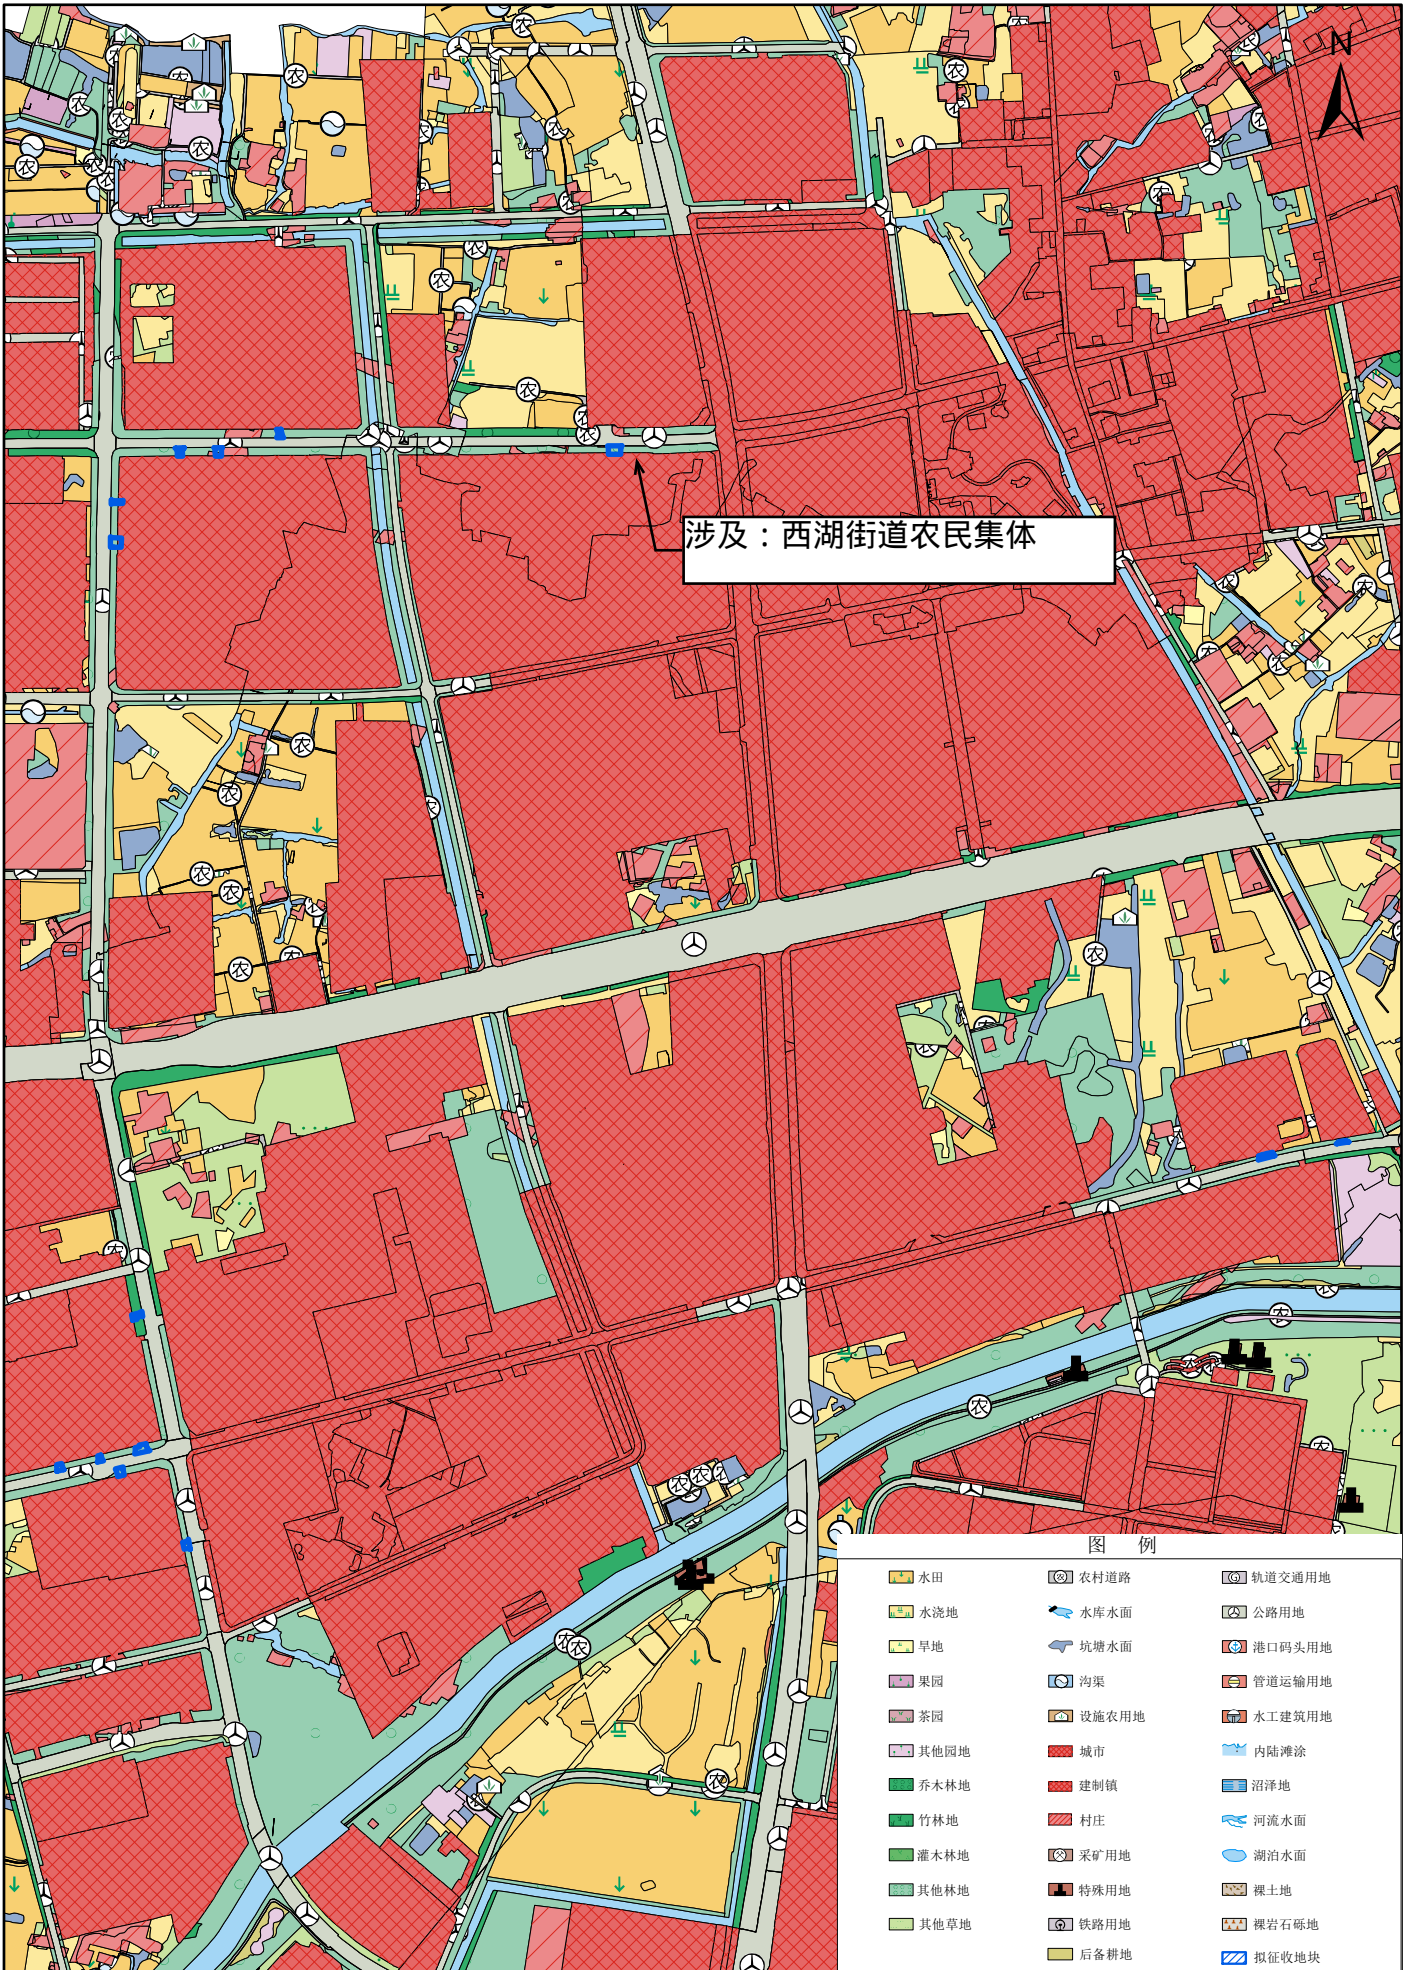 N
涉及：西湖街道农民集体
图 例
水田
农村道路
轨道交通用地
水浇地
水库水面
公路用地
旱地
坑塘水面
港口码头用地
果园
沟渠
管道运输用地
茶园
设施农用地
水工建筑用地
其他园地
城市
内陆滩涂
乔木林地
建制镇
沼泽地
竹林地
村庄
河流水面
灌木林地
采矿用地
湖泊水面
其他林地
特殊用地
裸土地
其他草地
铁路用地
裸岩石砾地
后备耕地
拟征收地块